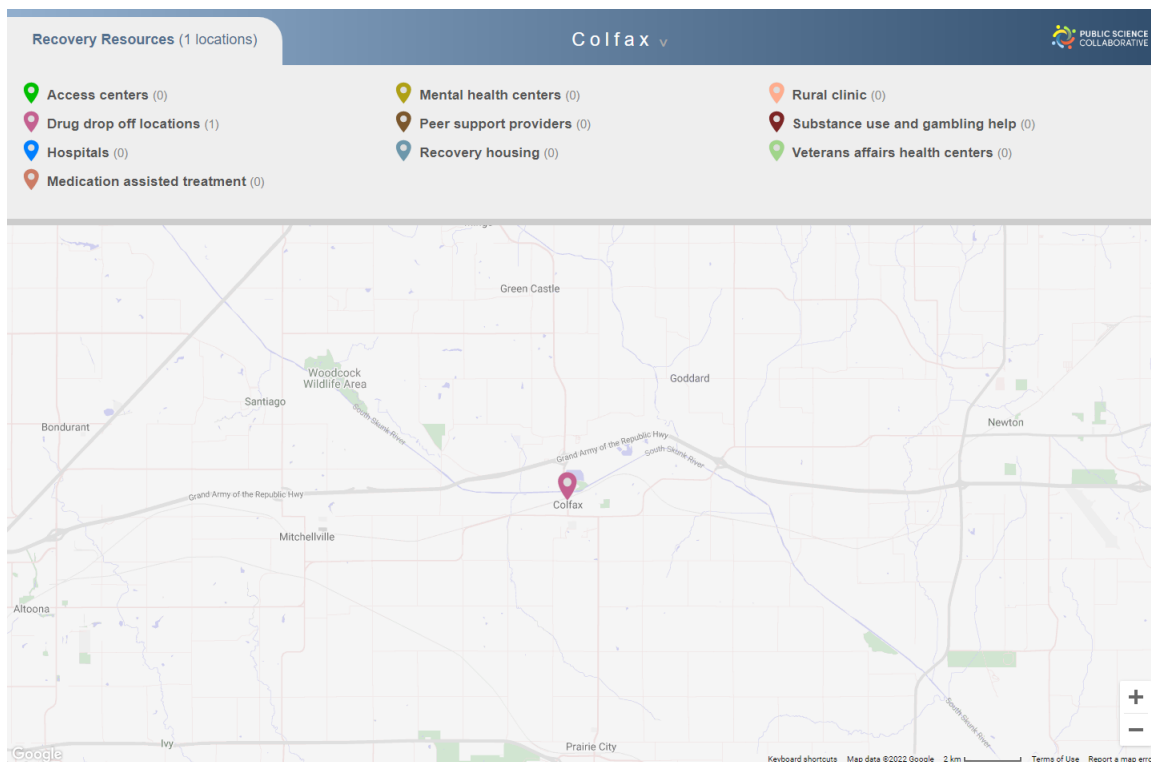 Recovery Resources (1 locations)
Colfax v
PUBLIC SCIENCE
COLLABORATIVE
Access centers (0)
Mental health centers (0)
Rural clinic (0)
Drug drop off locations (1)
Peer support providers (0)
Substance use and gambling help (0)
Hospitals (0)
Recovery housing (0)
Veterans affairs health centers (0)
Medication assisted treatment (0)
Green Castle
Woodcock
Wildlife Area
Goddard
Santiago
South Skunk River
Newton
Bondurant
Grand Army of the Republic Hwy
South Skunk River
Grand Army of the Republic Hwy
Colfax
Mitchellville
Altoona
South Skunk River
+
−
Ivy
Prairie City
Google
Keyboard shortcuts Map data ©2022 Google 2 km Terms of Use Report a map erro